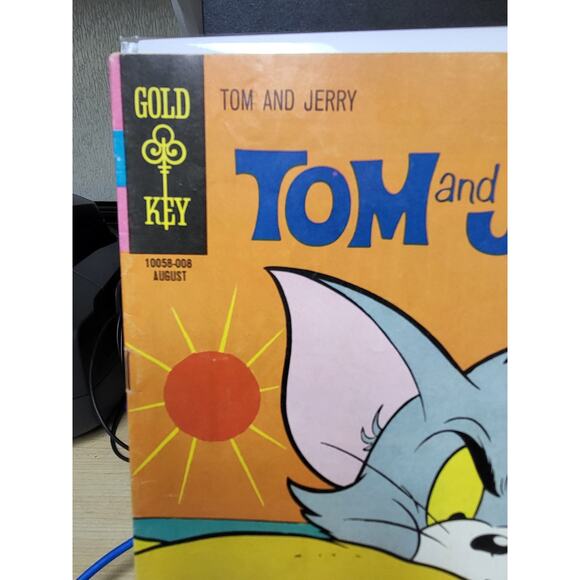 GOLD
KEY
TOM AND JERRY
TOM and J
10058-008
AUGUST